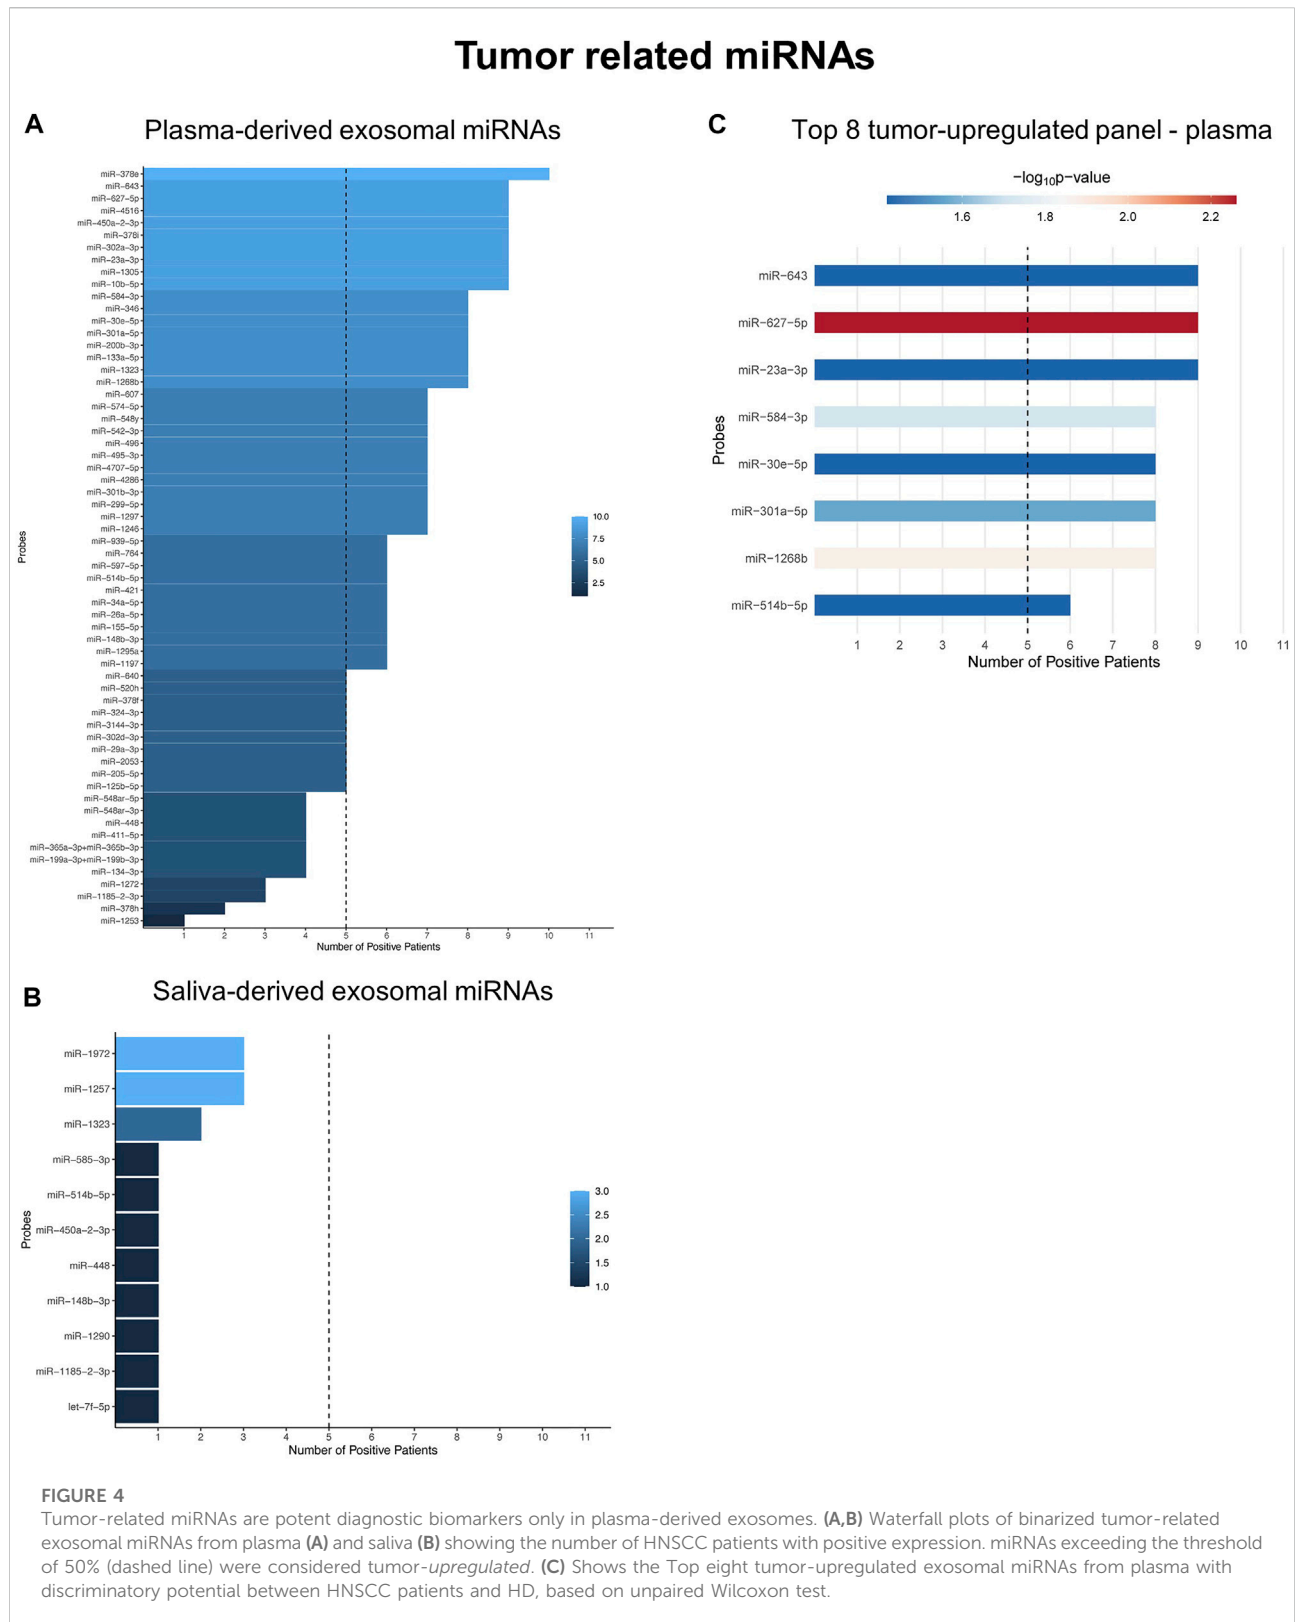 Tumor related miRNAs
A
Plasma-derived exosomal miRNAs
miR−378e
miR−643
miR−627−5p
miR−4516
miR−450a−2−3p
miR−378i
miR−302a−3p
miR−23a−3p
miR−1305
miR−10b−5p
miR−584−3p
miR−346
miR−30e−5p
miR−301a−5p
miR−200b−3p
miR−133a−5p
miR−1323
miR−1268b
miR−607
miR−574−5p
miR−548y
miR−542−3p
miR−496
miR−495−3p
miR−4707−5p
miR−4286
miR−301b−3p
miR−299−5p
miR−1297
miR−1246
miR−939−5p
miR−764
miR−597−5p
miR−514b−5p
miR−421
miR−34a−5p
miR−26a−5p
miR−155−5p
miR−148b−3p
miR−1295a
miR−1197
miR−640
miR−520h
miR−378f
miR−324−3p
miR−3144−3p
miR−302d−3p
miR−29a−3p
miR−2053
miR−205−5p
miR−125b−5p
miR−548ar−5p
miR−548ar−3p
miR−448
miR−411−5p
miR−365a−3p+miR−365b−3p
miR−199a−3p+miR−199b−3p
miR−134−3p
miR−1272
miR−1185−2−3p
miR−378h
miR−1253
Probes
1 2 3 4 5 6 7 8 9 10 11
Number of Positive Patients
10.0
7.5
5.0
2.5
B
Saliva-derived exosomal miRNAs
miR−1972
miR−1257
miR−1323
miR−585−3p
miR−514b−5p
miR−450a−2−3p
miR−448
miR−148b−3p
miR−1290
miR−1185−2−3p
let−7f−5p
Probes
1 2 3 4 5 6 7 8 9 10 11
Number of Positive Patients
3.0
2.5
2.0
1.5
1.0
C
Top 8 tumor-upregulated panel - plasma
−log10p−value
1.6 1.8 2.0 2.2
miR−643
miR−627−5p
miR−23a−3p
miR−584−3p
miR−30e−5p
miR−301a−5p
miR−1268b
miR−514b−5p
Probes
1 2 3 4 5 6 7 8 9 10 11
Number of Positive Patients
FIGURE 4
Tumor-related miRNAs are potent diagnostic biomarkers only in plasma-derived exosomes. (A,B) Waterfall plots of binarized tumor-related
exosomal miRNAs from plasma (A) and saliva (B) showing the number of HNSCC patients with positive expression. miRNAs exceeding the threshold
of 50% (dashed line) were considered tumor-upregulated. (C) Shows the Top eight tumor-upregulated exosomal miRNAs from plasma with
discriminatory potential between HNSCC patients and HD, based on unpaired Wilcoxon test.